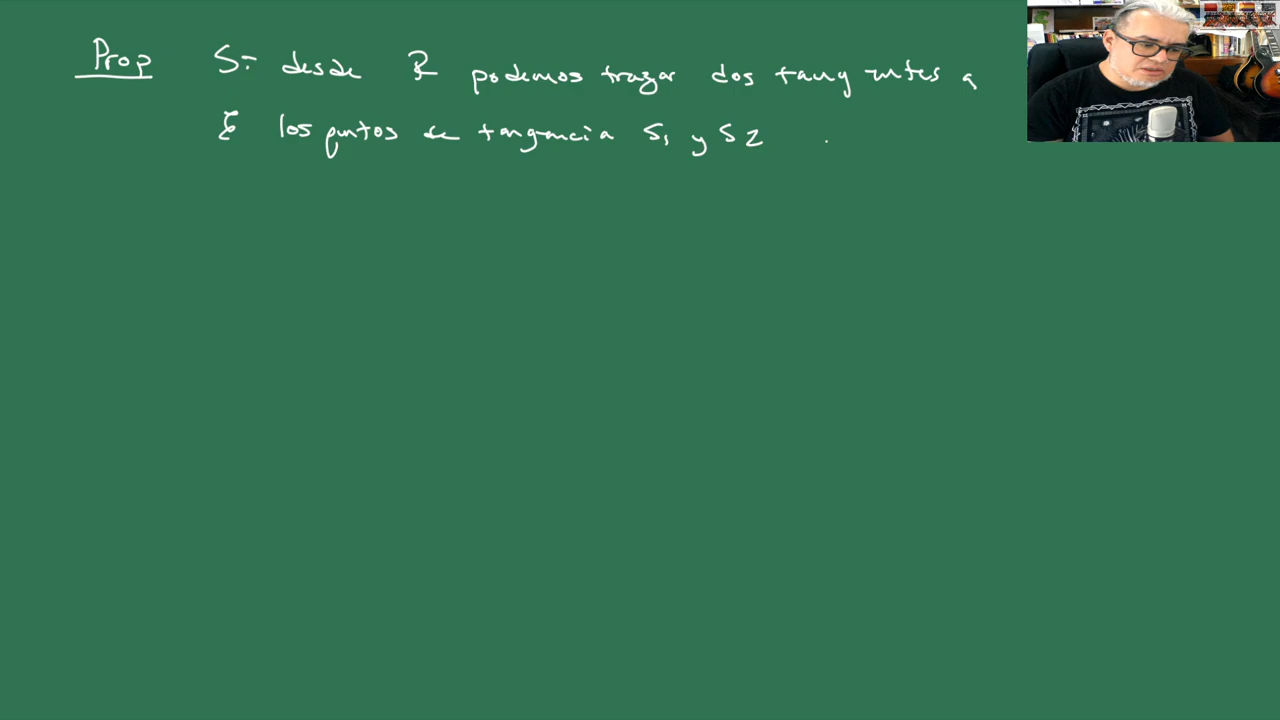 Prop Si desde R podemos trazar dos tangentes a
E los puntos de tangencia S1 y S2